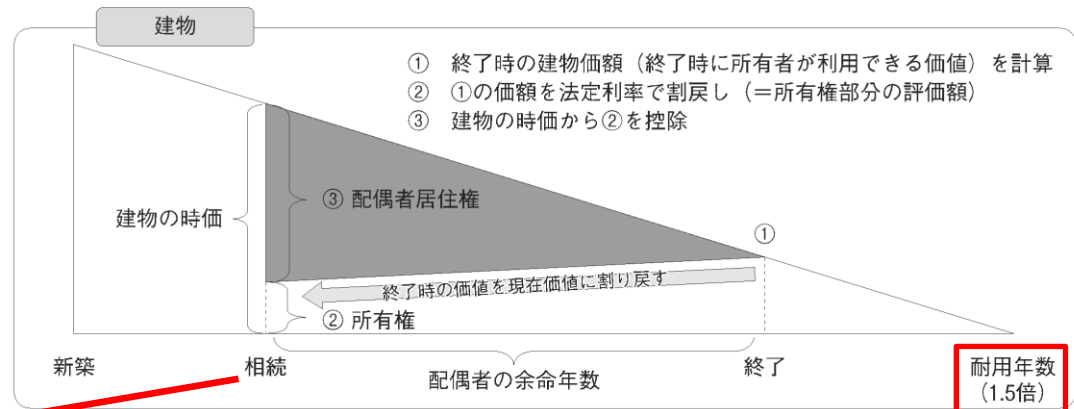 建物
① 終了時の建物価額（終了時に所有者が利用できる価値）を計算
② ①の価額を法定利率で割戻し（＝所有権部分の評価額）
③ 建物の時価から②を控除
③ 配偶者居住権
建物の時価
①
終了時の価値を現在価値に割り戻す
② 所有権
新築
相続
配偶者の余命年数
終了
耐用年数
（1.5倍）